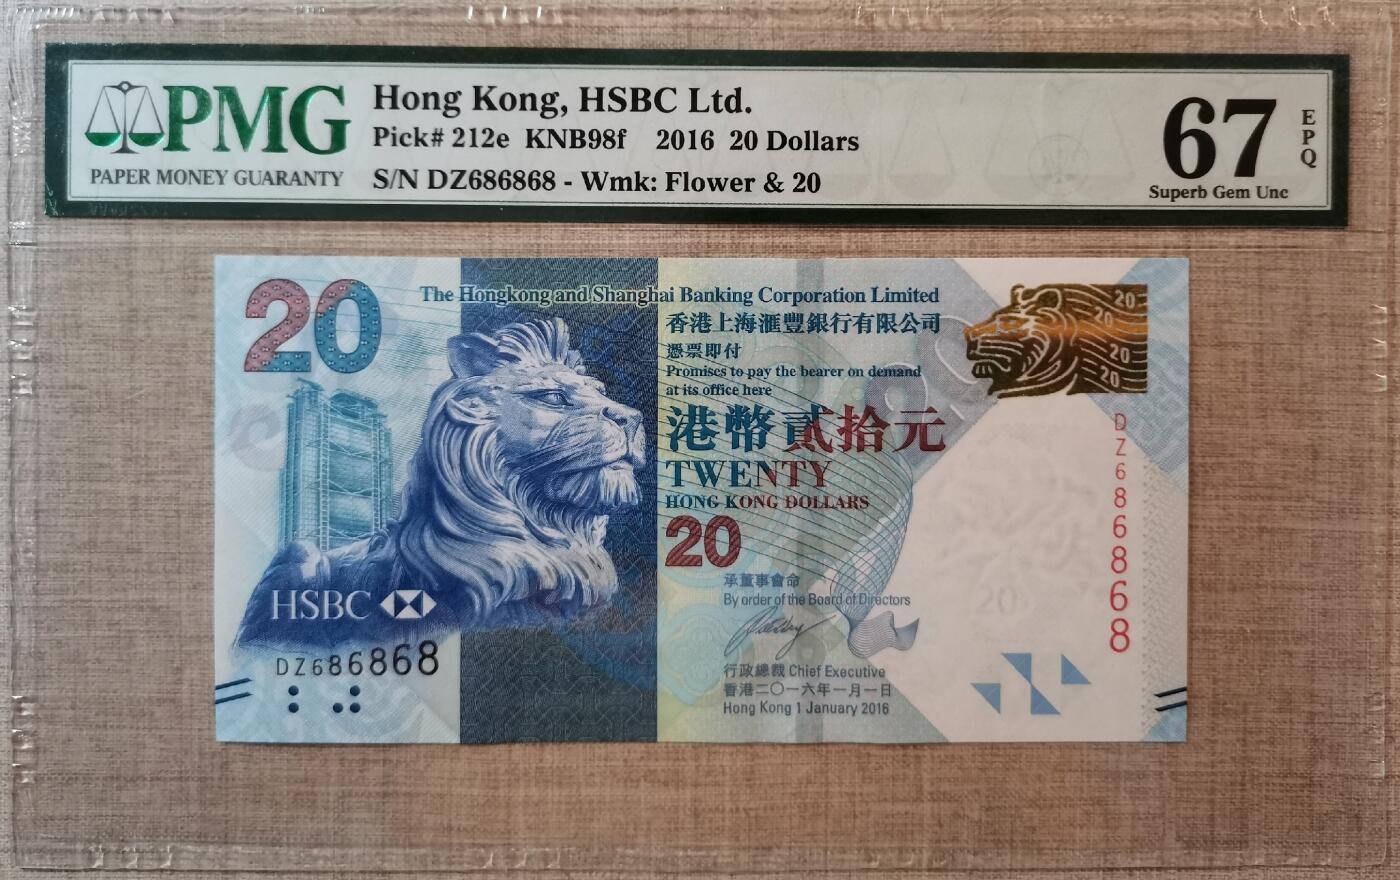 PMG
PAPER MONEY GUARANTY
Hong Kong, HSBC Ltd.
Pick# 212e KNB98f 2016 20 Dollars
S/N DZ686868 - Wmk: Flower & 20
67
EPQ
Superb Gem Unc
20
The Hongkong and Shanghai Banking Corporation Limited
香港上海滙豐銀行有限公司
憑票即付
Promises to pay the bearer on demand
at its office here
港幣貳拾元
TWENTY
HONG KONG DOLLARS
20
承董事會命
By order of the Board of Directors
行政總裁 Chief Executive
香港二〇一六年一月一日
Hong Kong 1 January 2016
HSBC
DZ686868
20
20
20
20
DZ686868
20